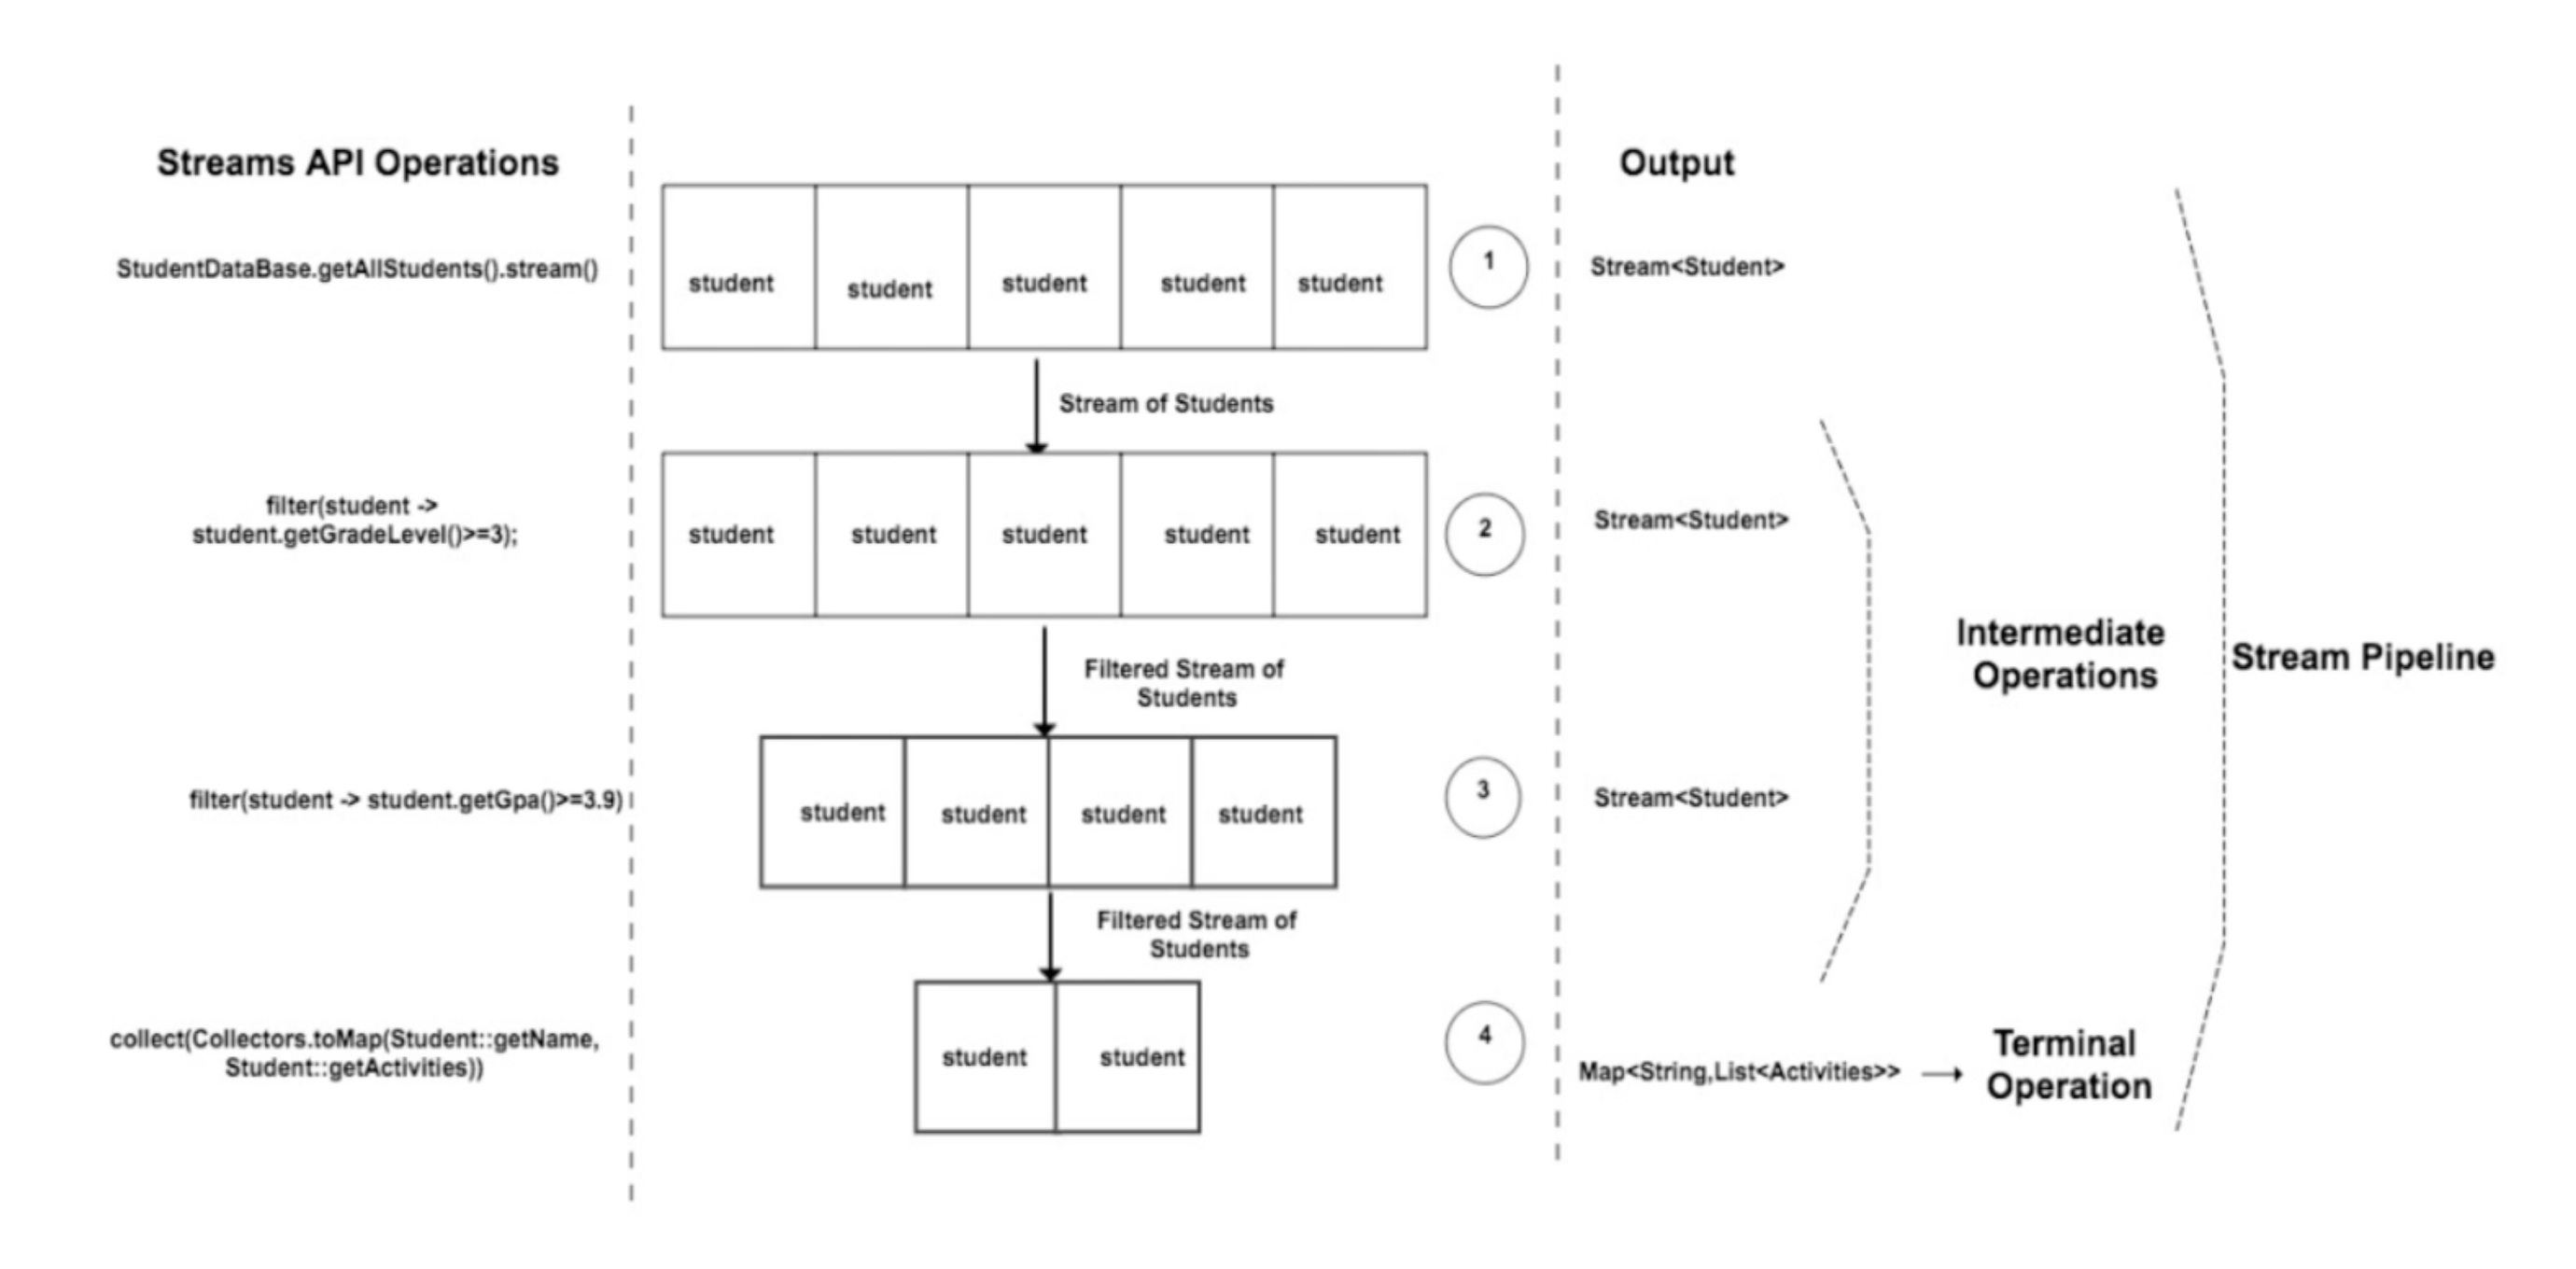 Streams API Operations
Output
StudentDataBase.getAllStudents().stream()
student
student
student
student
student
1
Stream<Student>
Stream of Students
filter(student ->
student.getGradeLevel()>=3);
student
student
student
student
student
2
Stream<Student>
Intermediate
Operations
Stream Pipeline
Filtered Stream of
Students
filter(student -> student.getGpa()>=3.9)
student
student
student
student
3
Stream<Student>
Filtered Stream of
Students
collect(Collectors.toMap(Student::getName,
Student::getActivities))
student
student
4
Map<String,List<Activities>>
Terminal
Operation